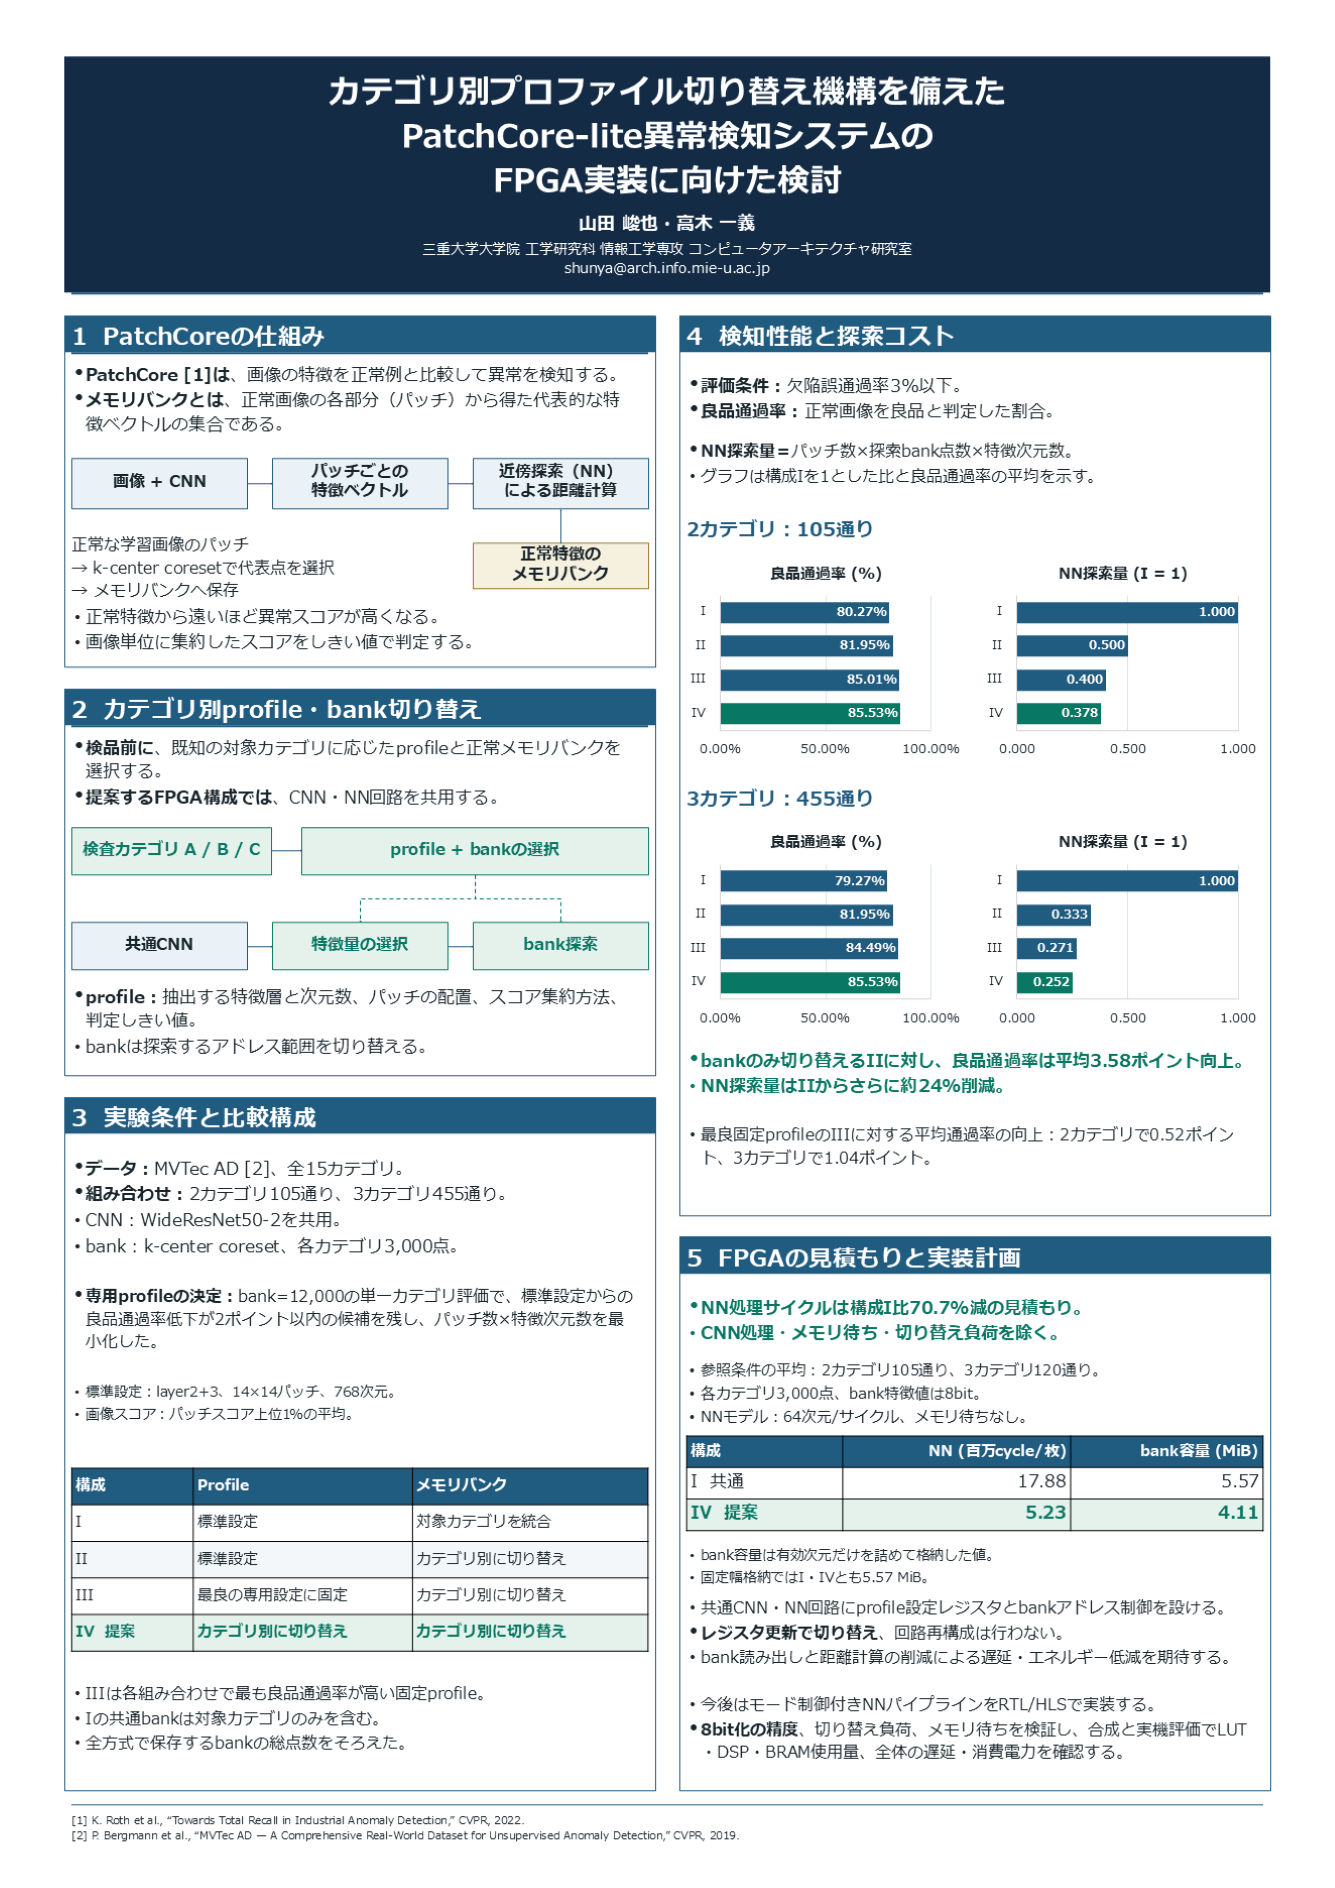 カテゴリ別プロファイル切り替え機構を備えた
PatchCore-lite異常検知システムの
FPGA実装に向けた検討
山田 峻也・高木 一義
三重大学大学院 工学研究科 情報工学専攻 コンピュータアーキテクチャ研究室
shunya@arch.info.mie-u.ac.jp
1 PatchCoreの仕組み
•PatchCore [1]は、画像の特徴を正常例と比較して異常を検知する。
•メモリバンクとは、正常画像の各部分（パッチ）から得た代表的な特
徴ベクトルの集合である。
画像 + CNN
パッチごとの
特徴ベクトル
近傍探索（NN）
による距離計算
正常特徴の
メモリバンク
正常な学習画像のパッチ
→ k-center coresetで代表点を選択
→ メモリバンクへ保存
• 正常特徴から遠いほど異常スコアが高くなる。
• 画像単位に集約したスコアをしきい値で判定する。
2 カテゴリ別profile・bank切り替え
•検品前に、既知の対象カテゴリに応じたprofileと正常メモリバンクを
選択する。
•提案するFPGA構成では、CNN・NN回路を共用する。
検査カテゴリ A / B / C
profile + bankの選択
共通CNN
特徴量の選択
bank探索
•profile：抽出する特徴層と次元数、パッチの配置、スコア集約方法、
判定しきい値。
• bankは探索するアドレス範囲を切り替える。
3 実験条件と比較構成
•データ：MVTec AD [2]、全15カテゴリ。
•組み合わせ：2カテゴリ105通り、3カテゴリ455通り。
• CNN：WideResNet50-2を共用。
• bank：k-center coreset、各カテゴリ3,000点。
•専用profileの決定：bank=12,000の単一カテゴリ評価で、標準設定からの
良品通過率低下が2ポイント以内の候補を残し、パッチ数×特徴次元数を最
小化した。
• 標準設定：layer2+3、14×14パッチ、768次元。
• 画像スコア：パッチスコア上位1%の平均。
構成 Profile メモリバンク
I 標準設定 対象カテゴリを統合
II 標準設定 カテゴリ別に切り替え
III 最良の専用設定に固定 カテゴリ別に切り替え
IV 提案 カテゴリ別に切り替え カテゴリ別に切り替え
• IIIは各組み合わせで最も良品通過率が高い固定profile。
• Iの共通bankは対象カテゴリのみを含む。
• 全方式で保存するbankの総点数をそろえた。
4 検知性能と探索コスト
•評価条件：欠陥誤通過率3%以下。
•良品通過率：正常画像を良品と判定した割合。
•NN探索量＝パッチ数×探索bank点数×特徴次元数。
• グラフは構成Iを1とした比と良品通過率の平均を示す。
2カテゴリ：105通り
良品通過率 (%)
I 80.27%
II 81.95%
III 85.01%
IV 85.53%
0.00% 50.00% 100.00%
NN探索量 (I = 1)
I 1.000
II 0.500
III 0.400
IV 0.378
0.000 0.500 1.000
3カテゴリ：455通り
良品通過率 (%)
I 79.27%
II 81.95%
III 84.49%
IV 85.53%
0.00% 50.00% 100.00%
NN探索量 (I = 1)
I 1.000
II 0.333
III 0.271
IV 0.252
0.000 0.500 1.000
•bankのみ切り替えるIIに対し、良品通過率は平均3.58ポイント向上。
• NN探索量はIIからさらに約24%削減。
• 最良固定profileのIIIに対する平均通過率の向上：2カテゴリで0.52ポイン
ト、3カテゴリで1.04ポイント。
5 FPGAの見積もりと実装計画
•NN処理サイクルは構成I比70.7%減の見積もり。
• CNN処理・メモリ待ち・切り替え負荷を除く。
• 参照条件の平均：2カテゴリ105通り、3カテゴリ120通り。
• 各カテゴリ3,000点、bank特徴値は8bit。
• NNモデル：64次元/サイクル、メモリ待ちなし。
構成 NN (百万cycle/枚) bank容量 (MiB)
I 共通 17.88 5.57
IV 提案 5.23 4.11
• bank容量は有効次元だけを詰めて格納した値。
• 固定幅格納ではI・IVとも5.57 MiB。
• 共通CNN・NN回路にprofile設定レジスタとbankアドレス制御を設ける。
•レジスタ更新で切り替え、回路再構成は行わない。
• bank読み出しと距離計算の削減による遅延・エネルギー低減を期待する。
• 今後はモード制御付きNNパイプラインをRTL/HLSで実装する。
•8bit化の精度、切り替え負荷、メモリ待ちを検証し、合成と実機評価でLUT
・DSP・BRAM使用量、全体の遅延・消費電力を確認する。
[1] K. Roth et al., “Towards Total Recall in Industrial Anomaly Detection,” CVPR, 2022.
[2] P. Bergmann et al., “MVTec AD — A Comprehensive Real-World Dataset for Unsupervised Anomaly Detection,” CVPR, 2019.